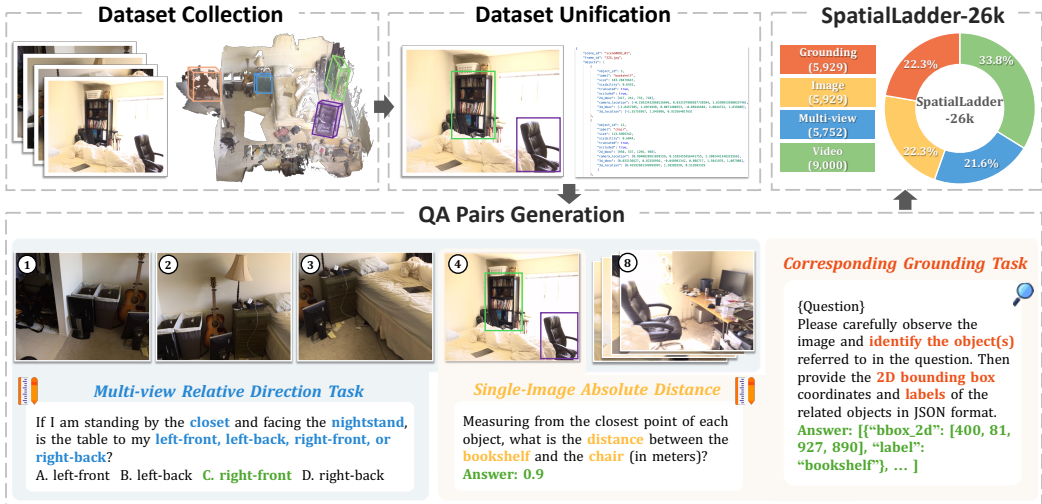 Dataset Collection
Dataset Unification
SpatialLadder-26k
Grounding
(5,929)
Image
(5,929)
Multi-view
(5,752)
Video
(9,000)
22.3%
33.8%
SpatialLadder
-26k
22.3%
21.6%
QA Pairs Generation
1
2
3
4
8
Multi-view Relative Direction Task
If I am standing by the closet and facing the nightstand,
is the table to my left-front, left-back, right-front, or
right-back?
A. left-front B. left-back C. right-front D. right-back
Single-Image Absolute Distance
Measuring from the closest point of each
object, what is the distance between the
bookshelf and the chair (in meters)?
Answer: 0.9
Corresponding Grounding Task
{Question}
Please carefully observe the
image and identify the object(s)
referred to in the question. Then
provide the 2D bounding box
coordinates and labels of the
related objects in JSON format.
Answer: [{“bbox_2d”: [400, 81,
927, 890], “label”:
“bookshelf”}, ... ]